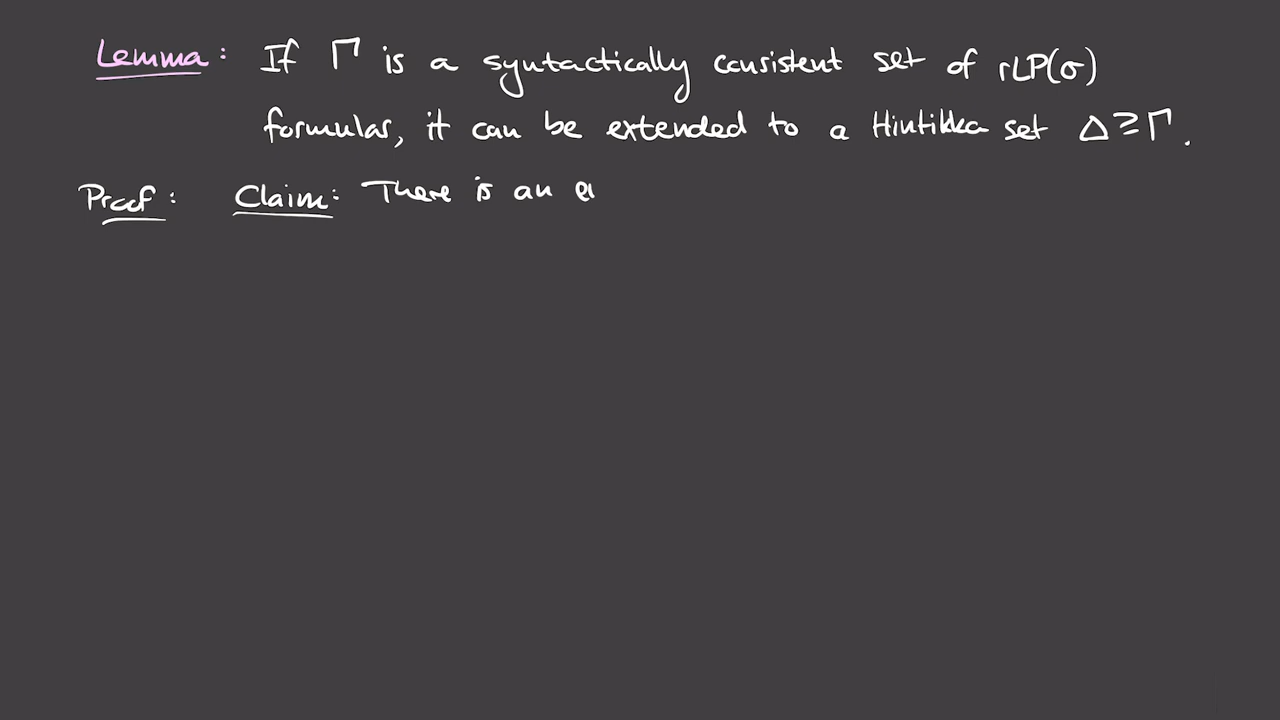 Lemma: If Γ is a syntactically consistent set of rLP(σ)
formulas, it can be extended to a Hintikka set Δ⊇Γ.
Proof: Claim: There is an